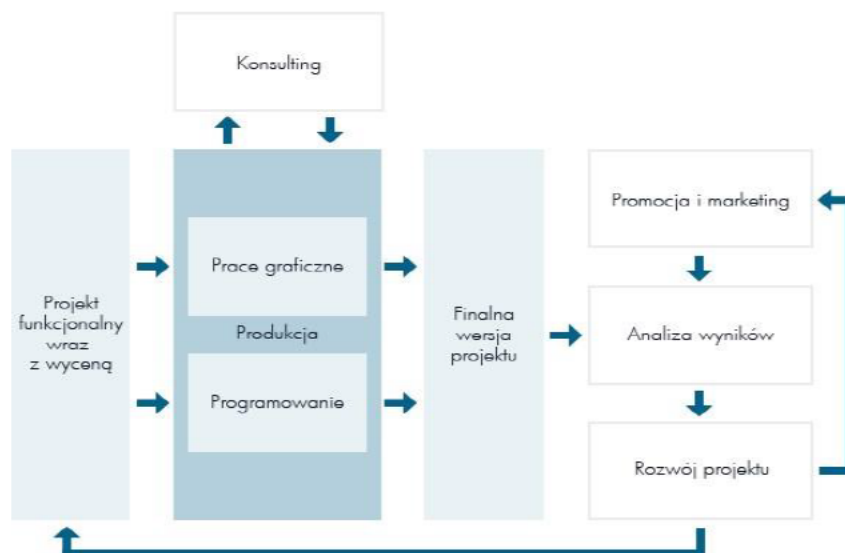 Konsulting
Projekt
funkcjonalny
wraz
z wyceną
Prace graficzne
Produkcja
Programowanie
Finalna
wersja
projektu
Promocja i marketing
Analiza wyników
Rozwój projektu